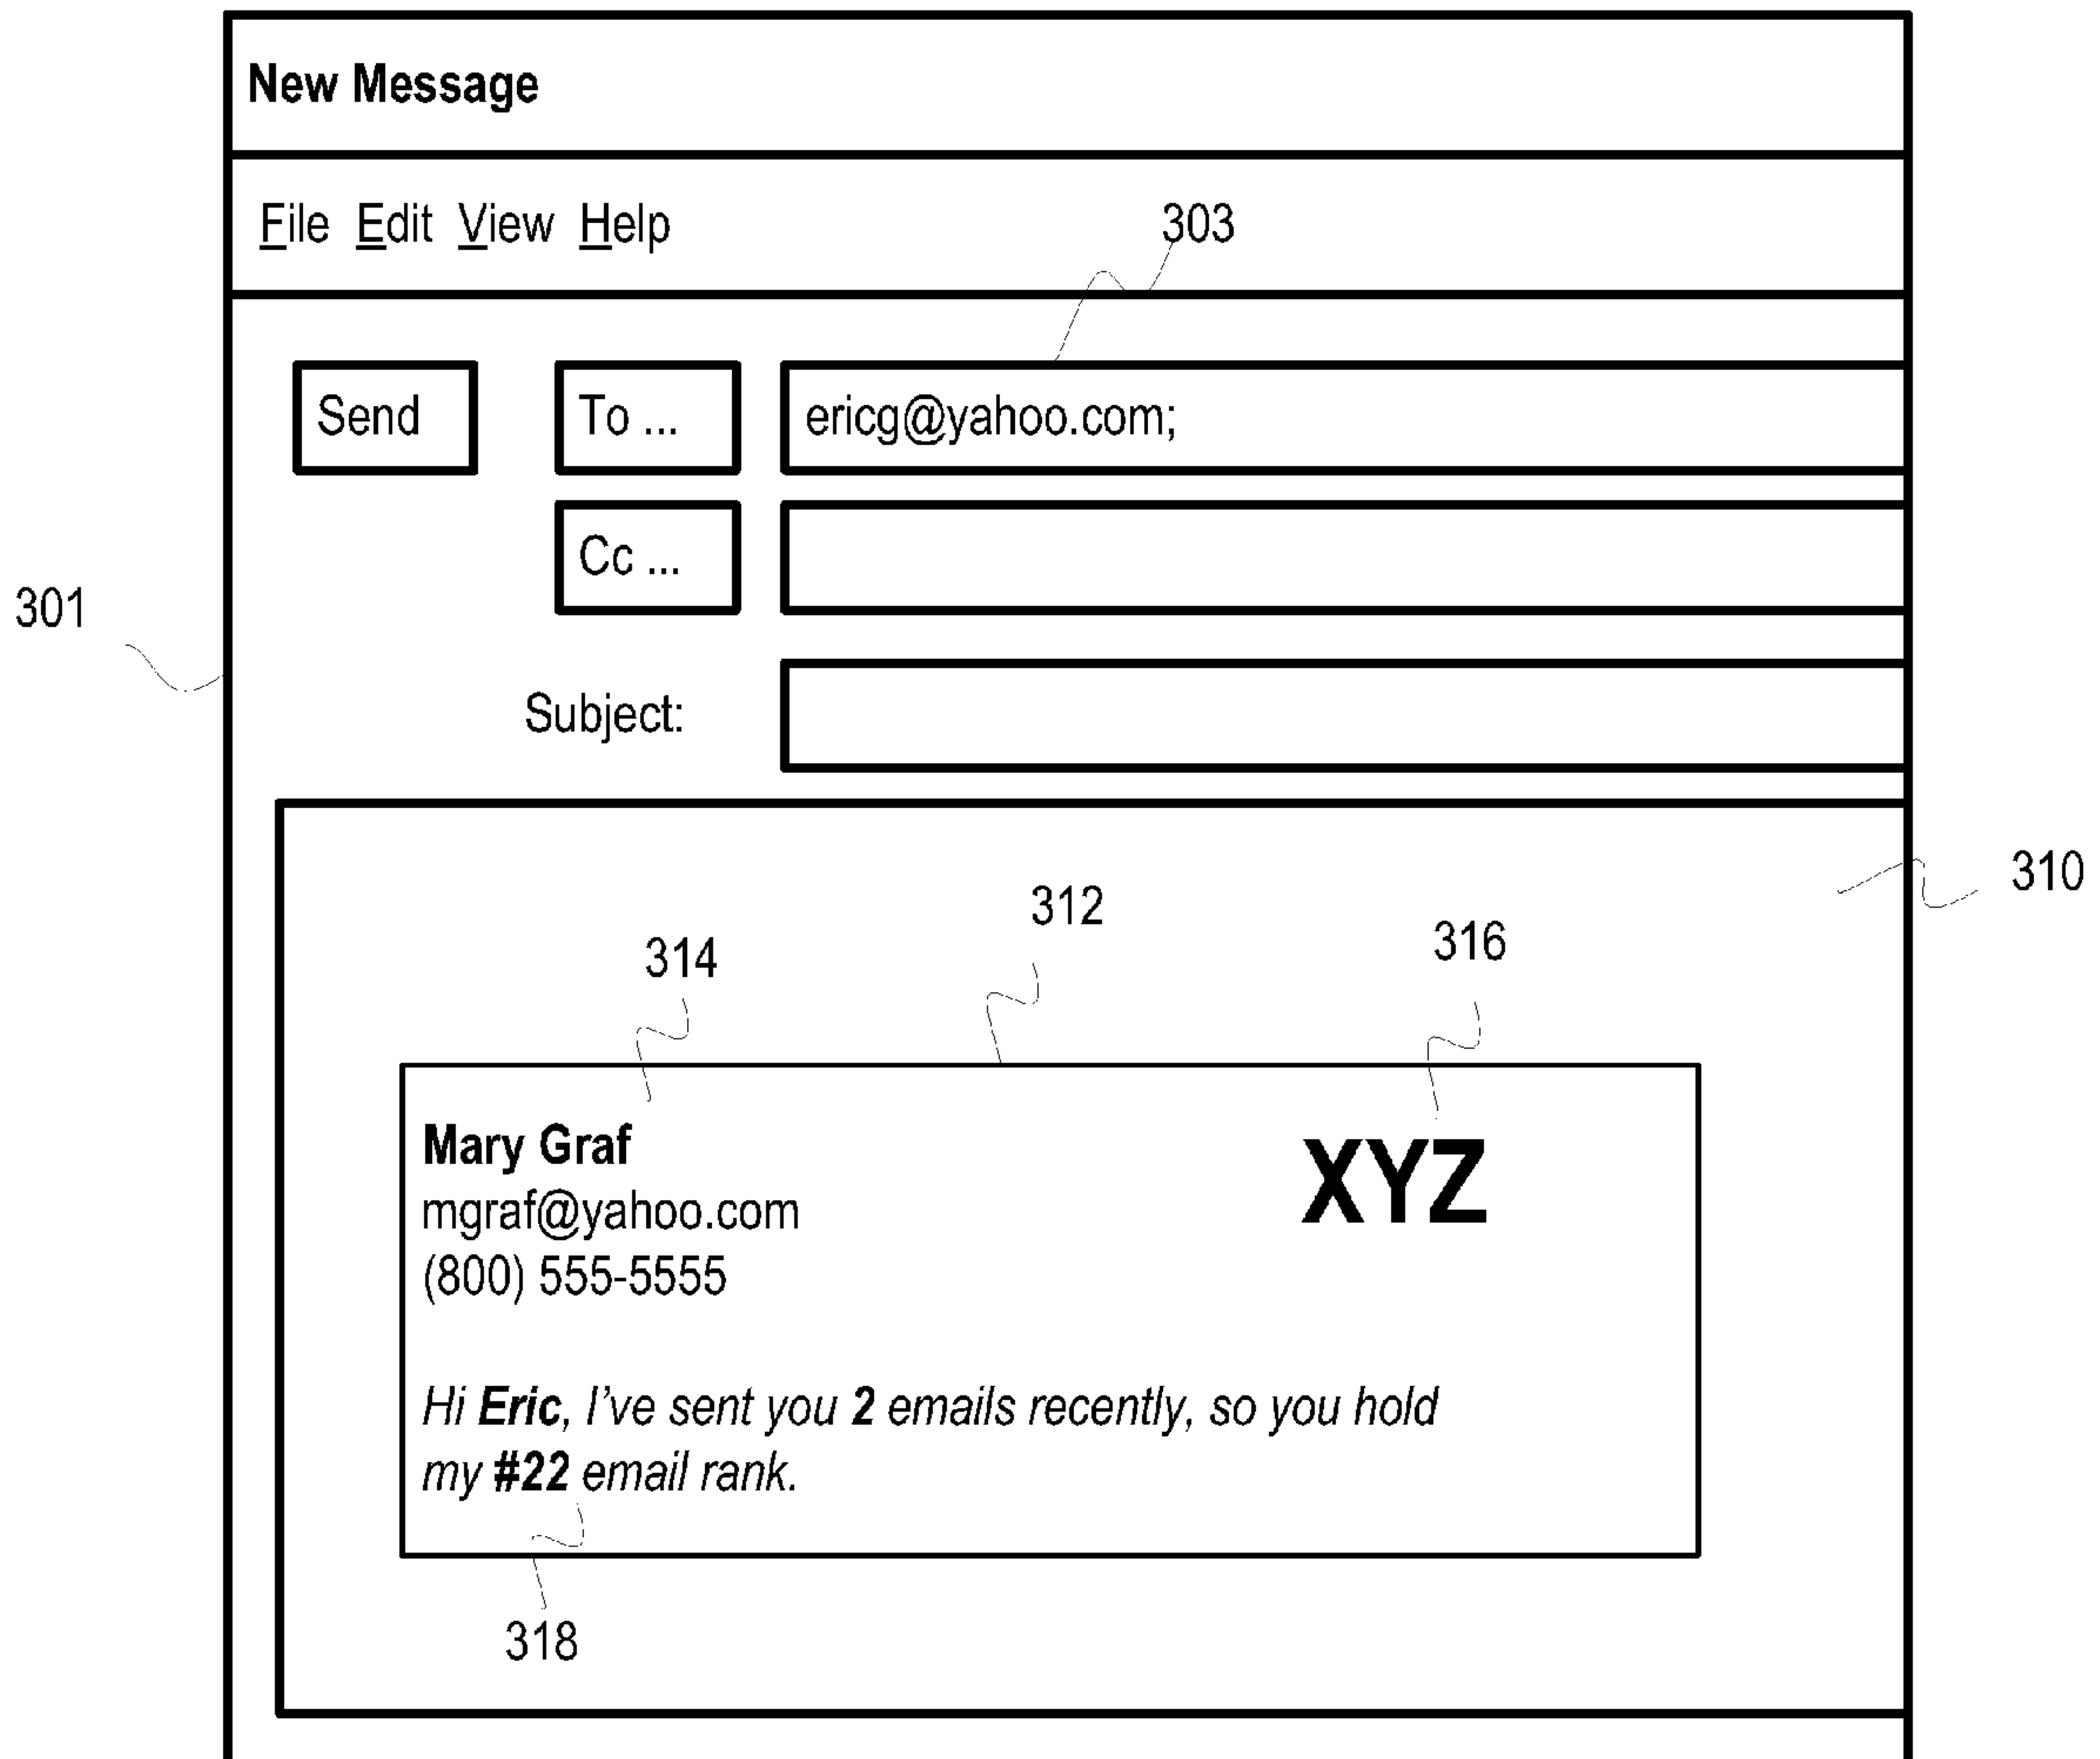 New Message
File Edit View Help
303
Send To ... ericg@yahoo.com;
Cc ...
301
Subject:
310
312
316
314
Mary Graf
XYZ
mgraf@yahoo.com
(800) 555-5555
Hi Eric, I've sent you 2 emails recently, so you hold
my #22 email rank.
318